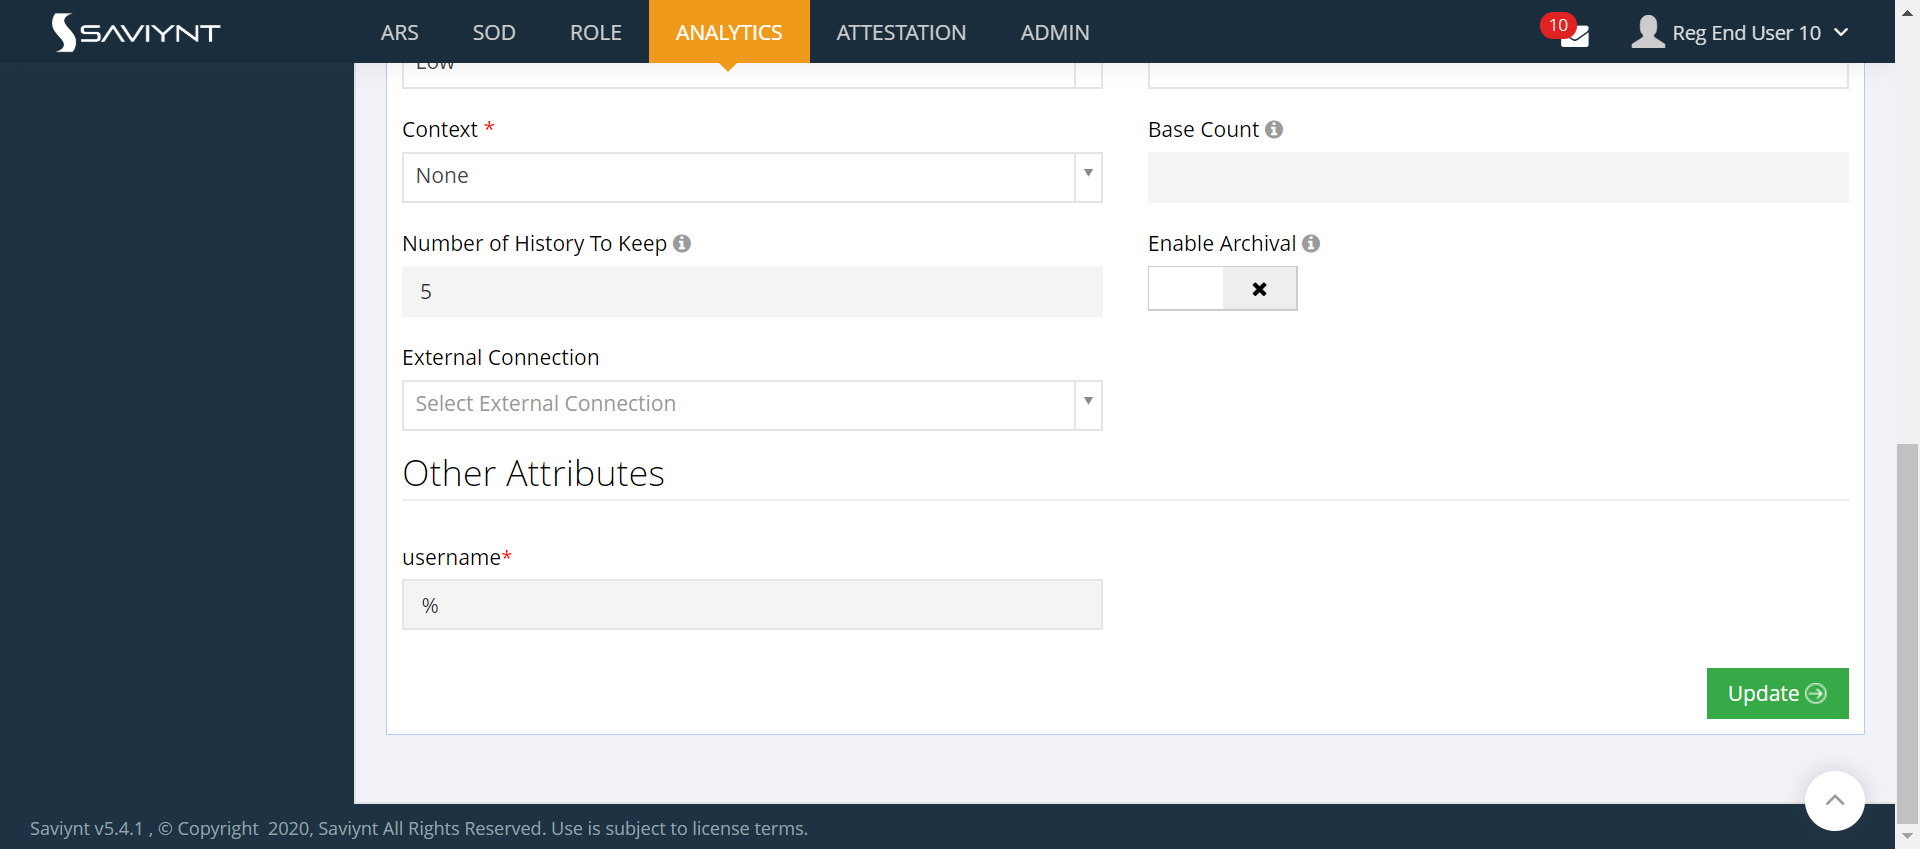 SAVIYNT
ARS SOD ROLE ANALYTICS ATTESTATION ADMIN 10 Reg End User 10
Low
Context * Base Count
None
Number of History To Keep Enable Archival
5
External Connection
Select External Connection
Other Attributes
username*
%
Update
Saviynt v5.4.1 , © Copyright 2020, Saviynt All Rights Reserved. Use is subject to license terms.